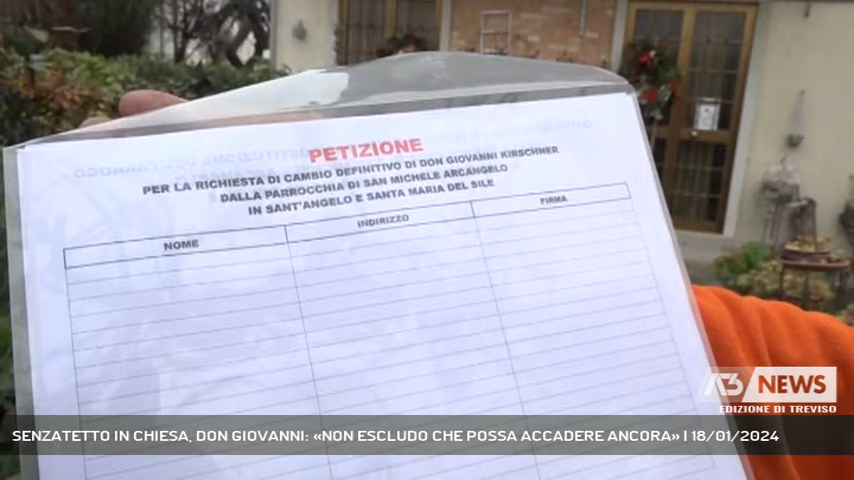 PETIZIONE
PER LA RICHIESTA DI CAMBIO DEFINITIVO DI DON GIOVANNI KIRSCHNER
DALLA PARROCCHIA DI SAN MICHELE ARCANGELO
IN SANT'ANGELO E SANTA MARIA DEL SILE
NOME INDIRIZZO FIRMA
A3 NEWS
EDIZIONE DI TREVISO
SENZATETTO IN CHIESA, DON GIOVANNI: «NON ESCLUDO CHE POSSA ACCADERE ANCORA» | 18/01/2024